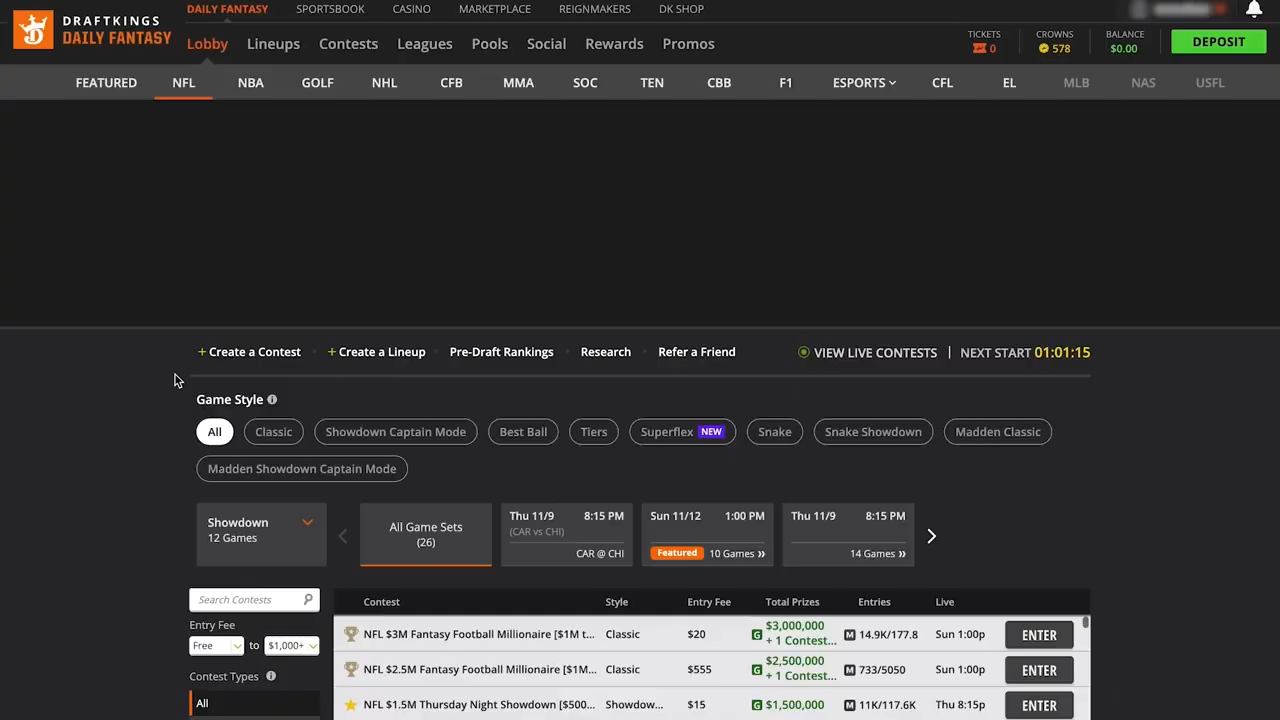 DRAFTKINGS
DAILY FANTASY
DAILY FANTASY SPORTSBOOK CASINO MARKETPLACE REIGNMAKERS DK SHOP
Lobby Lineups Contests Leagues Pools Social Rewards Promos
TICKETS CROWNS BALANCE
0 578 $0.00
DEPOSIT
FEATURED NFL NBA GOLF NHL CFB MMA SOC TEN CBB F1 ESPORTS CFL EL MLB NAS USFL
+ Create a Contest + Create a Lineup Pre-Draft Rankings Research Refer a Friend VIEW LIVE CONTESTS | NEXT START 01:01:15
Game Style
All Classic Showdown Captain Mode Best Ball Tiers Superflex NEW Snake Snake Showdown Madden Classic
Madden Showdown Captain Mode
Showdown
12 Games
All Game Sets
(26)
Thu 11/9 8:15 PM
(CAR vs CHI)
CAR @ CHI
Sun 11/12 1:00 PM
Featured 10 Games »
Thu 11/9 8:15 PM
14 Games »
Search Contests
Entry Fee
Free to $1,000+
Contest Types
All
Contest Style Entry Fee Total Prizes Entries Live
NFL $3M Fantasy Football Millionaire [$1M t... Classic $20 G $3,000,000 + 1 Contest... M 14.9K/177.8 Sun 1:00p ENTER
NFL $2.5M Fantasy Football Millionaire [$1M... Classic $555 G $2,500,000 + 1 Contest... M 733/5050 Sun 1:00p ENTER
NFL $1.5M Thursday Night Showdown [$500... Showdow... $15 G $1,500,000 M 11K/117.6K Thu 8:15p ENTER